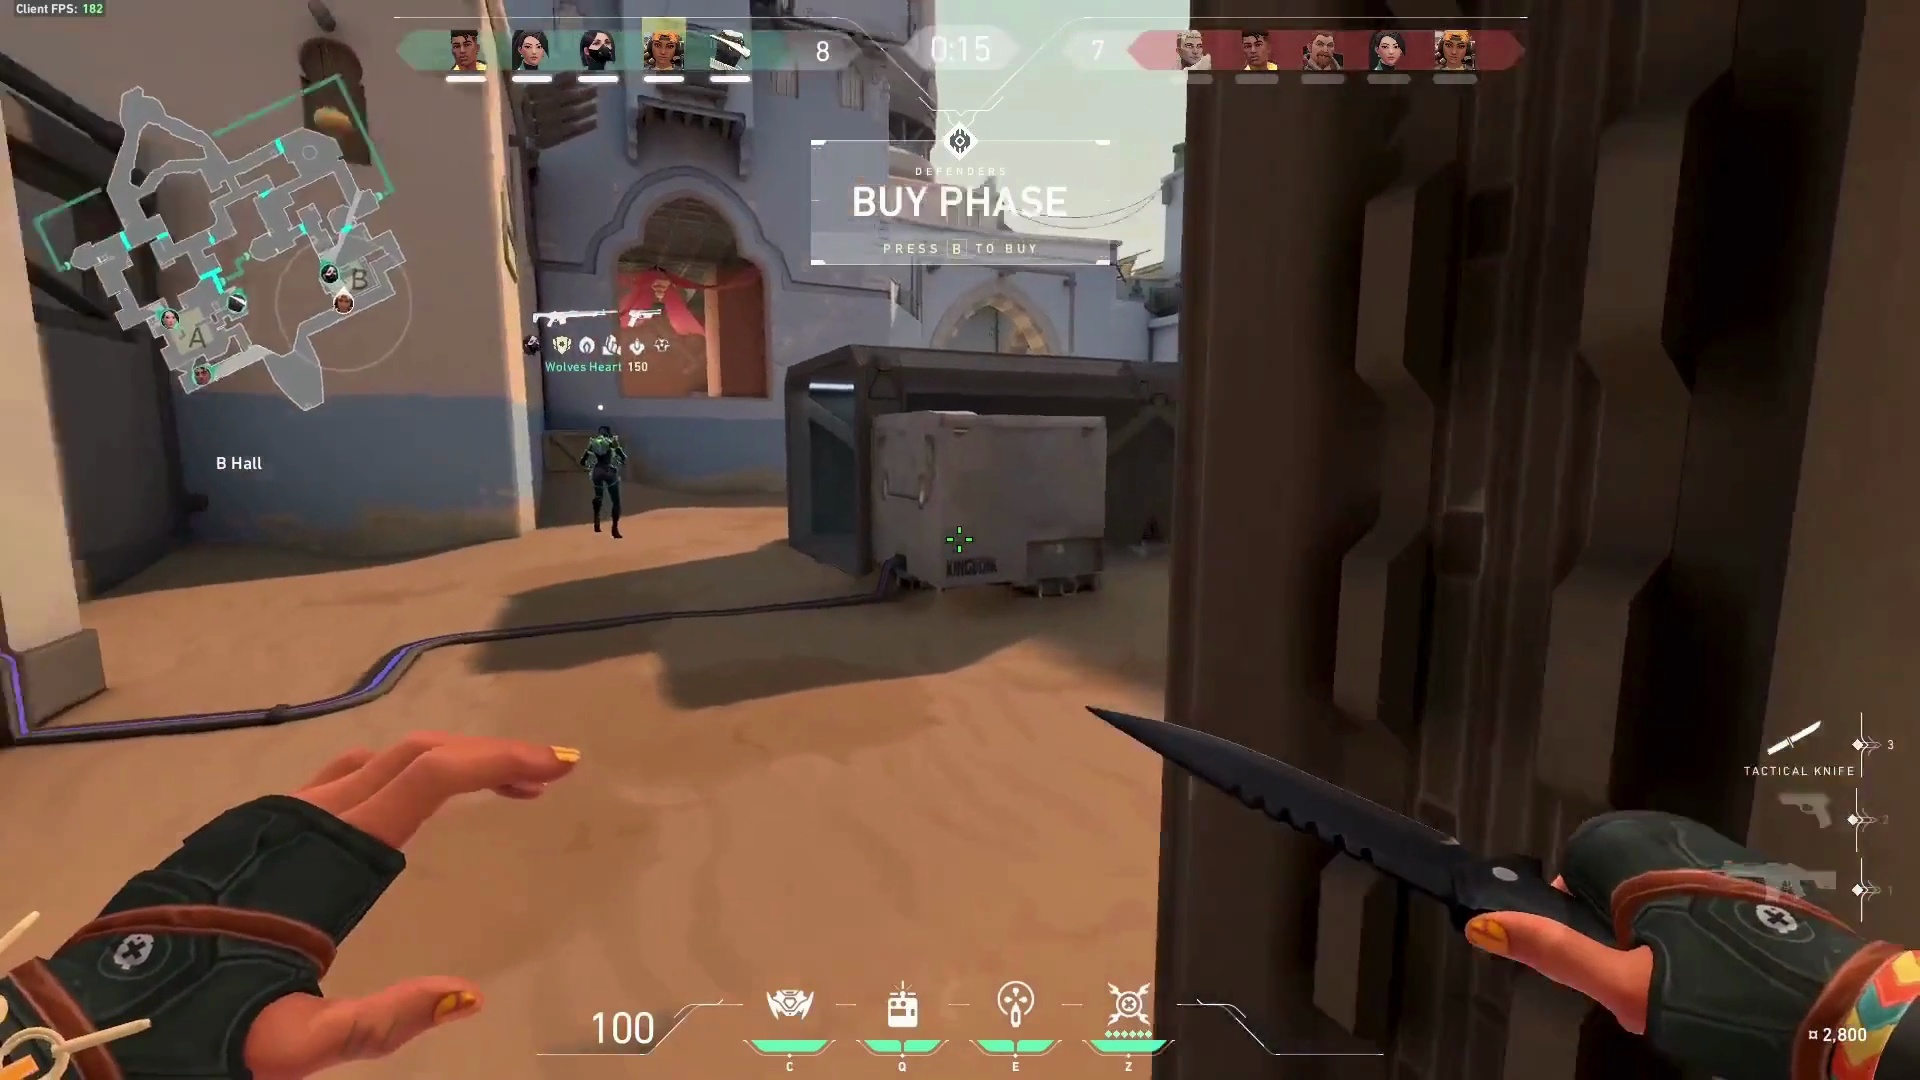 Client FPS: 182
8
0:15
7
DEFENDERS
BUY PHASE
PRESS B TO BUY
B
A
Wolves Heart 150
B Hall
KINGDOM
3
TACTICAL KNIFE
2
1
100
C
Q
E
Z
¤ 2,800